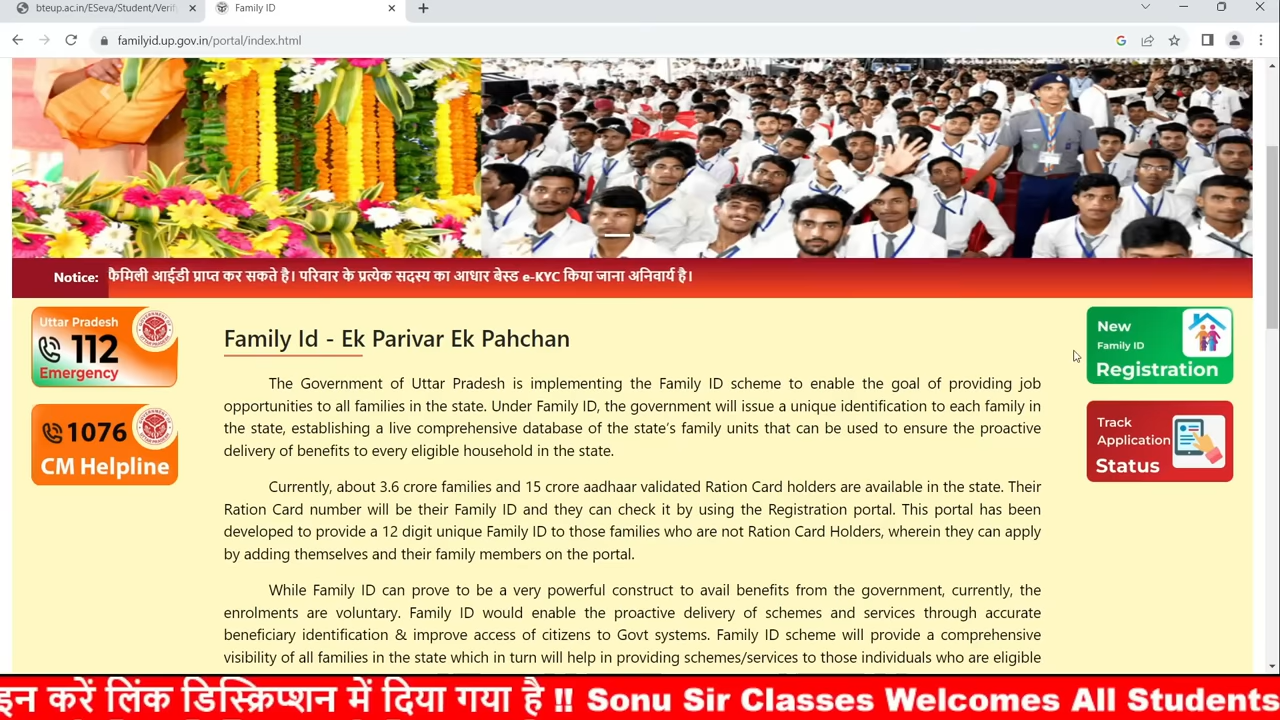 bteup.ac.in/ESeva/Student/Verif
Family ID
familyid.up.gov.in/portal/index.html
Notice: फैमिली आईडी प्राप्त कर सकते है। परिवार के प्रत्येक सदस्य का आधार बेस्ड e-KYC किया जाना अनिवार्य है।
Uttar Pradesh
112
Emergency
1076
CM Helpline
Family Id - Ek Parivar Ek Pahchan
The Government of Uttar Pradesh is implementing the Family ID scheme to enable the goal of providing job
opportunities to all families in the state. Under Family ID, the government will issue a unique identification to each family in
the state, establishing a live comprehensive database of the state's family units that can be used to ensure the proactive
delivery of benefits to every eligible household in the state.
Currently, about 3.6 crore families and 15 crore aadhaar validated Ration Card holders are available in the state. Their
Ration Card number will be their Family ID and they can check it by using the Registration portal. This portal has been
developed to provide a 12 digit unique Family ID to those families who are not Ration Card Holders, wherein they can apply
by adding themselves and their family members on the portal.
While Family ID can prove to be a very powerful construct to avail benefits from the government, currently, the
enrolments are voluntary. Family ID would enable the proactive delivery of schemes and services through accurate
beneficiary identification & improve access of citizens to Govt systems. Family ID scheme will provide a comprehensive
visibility of all families in the state which in turn will help in providing schemes/services to those individuals who are eligible
New
Family ID
Registration
Track
Application
Status
इन करें लिंक डिस्क्रिप्शन में दिया गया है !! Sonu Sir Classes Welcomes All Students